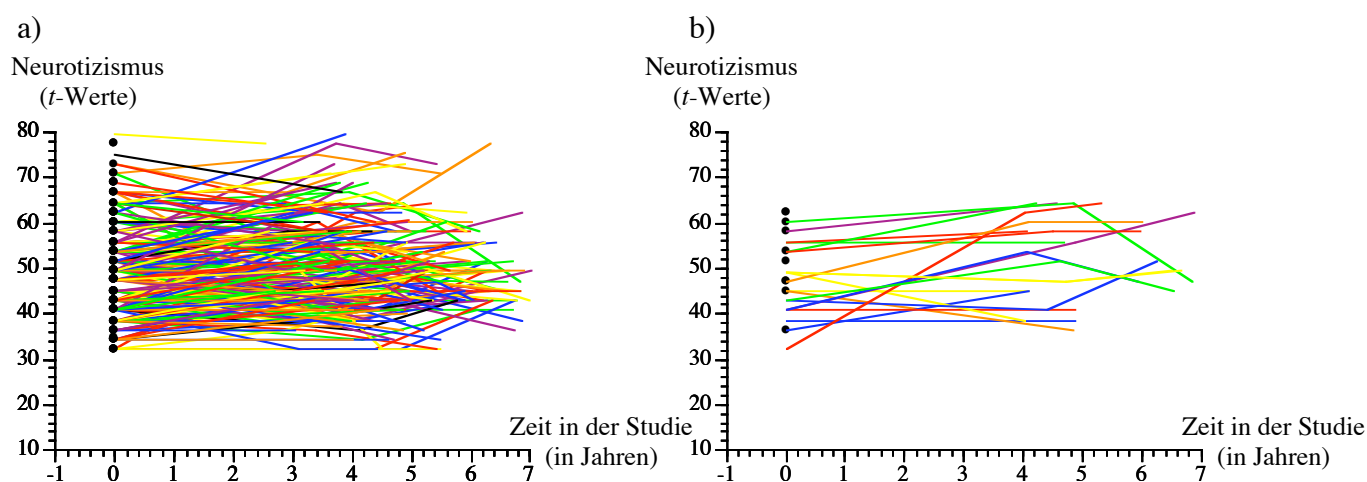 a)
Neurotizismus
(t-Werte)
80
70
60
50
40
30
20
10
Zeit in der Studie
(in Jahren)
-1 0 1 2 3 4 5 6 7
b)
Neurotizismus
(t-Werte)
80
70
60
50
40
30
20
10
Zeit in der Studie
(in Jahren)
-1 0 1 2 3 4 5 6 7